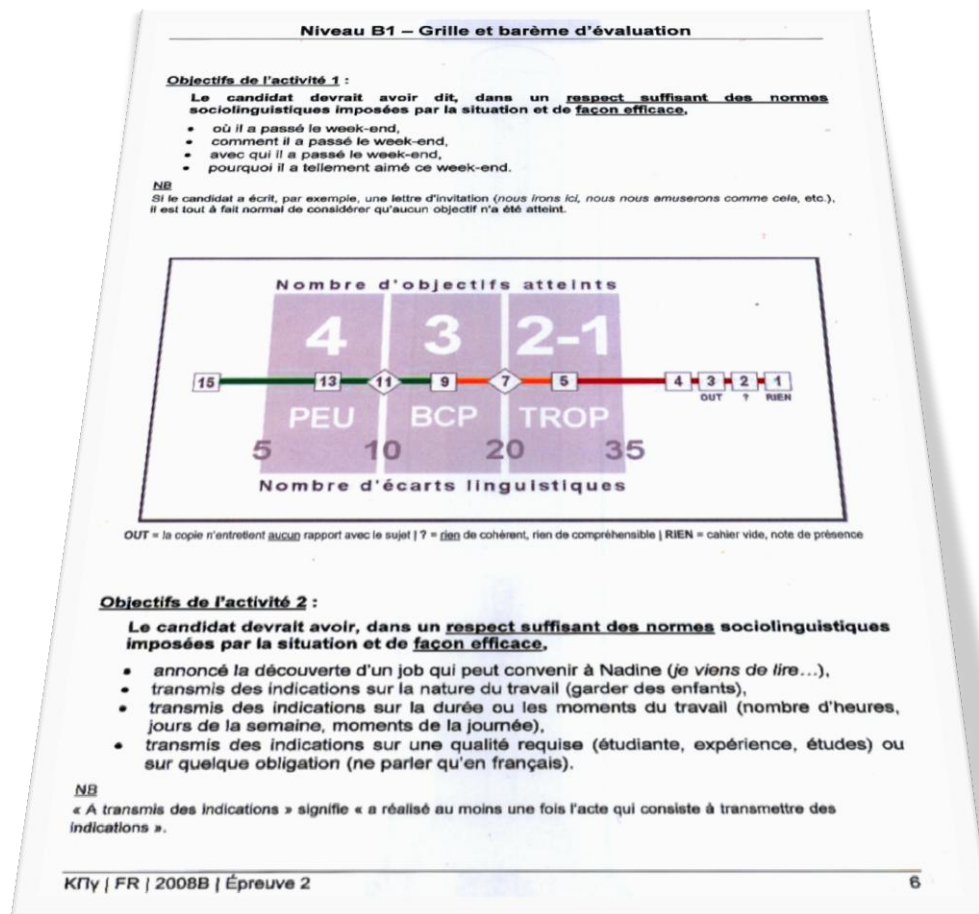 Niveau B1 – Grille et barème d'évaluation
Objectifs de l'activité 1 :
Le candidat devrait avoir dit, dans un respect suffisant des normes
sociolinguistiques imposées par la situation et de façon efficace,
• où il a passé le week-end,
• comment il a passé le week-end,
• avec qui il a passé le week-end,
• pourquoi il a tellement aimé ce week-end.
NB
Si le candidat a écrit, par exemple, une lettre d'invitation (nous irons ici, nous nous amuserons comme cela, etc.),
il est tout à fait normal de considérer qu'aucun objectif n'a été atteint.
Nombre d'objectifs atteints
4 3 2-1
15 13 11 9 7 5 4 3 2 1
OUT ? RIEN
PEU BCP TROP
5 10 20 35
Nombre d'écarts linguistiques
OUT = la copie n'entretient aucun rapport avec le sujet | ? = rien de cohérent, rien de compréhensible | RIEN = cahier vide, note de présence
Objectifs de l'activité 2 :
Le candidat devrait avoir, dans un respect suffisant des normes sociolinguistiques
imposées par la situation et de façon efficace,
• annoncé la découverte d'un job qui peut convenir à Nadine (je viens de lire…),
• transmis des indications sur la nature du travail (garder des enfants),
• transmis des indications sur la durée ou les moments du travail (nombre d'heures,
jours de la semaine, moments de la journée),
• transmis des indications sur une qualité requise (étudiante, expérience, études) ou
sur quelque obligation (ne parler qu'en français).
NB
« A transmis des indications » signifie « a réalisé au moins une fois l'acte qui consiste à transmettre des
indications ».
ΚΠγ | FR | 2008B | Épreuve 2 6